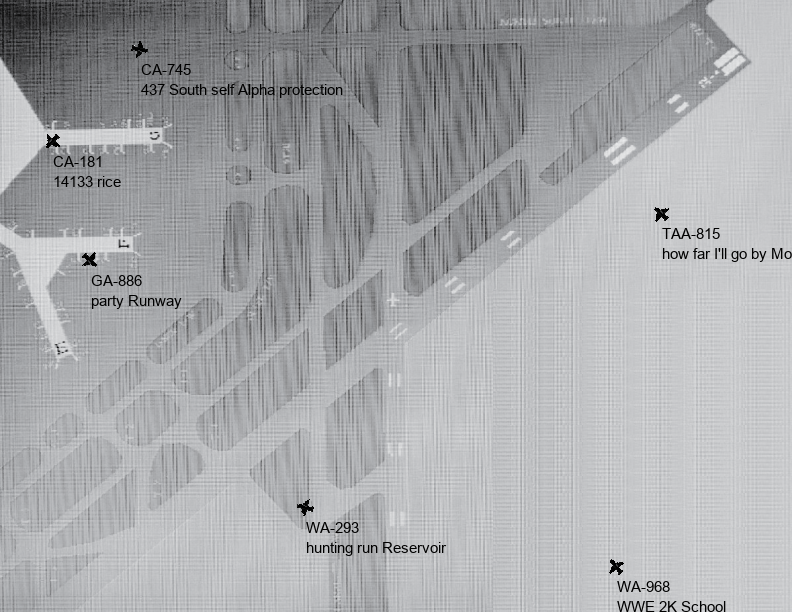 CA-745
437 South self Alpha protection
CA-181
14133 rice
TAA-815
how far I'll go by Mo
GA-886
party Runway
WA-293
hunting run Reservoir
WA-968
WWE 2K School